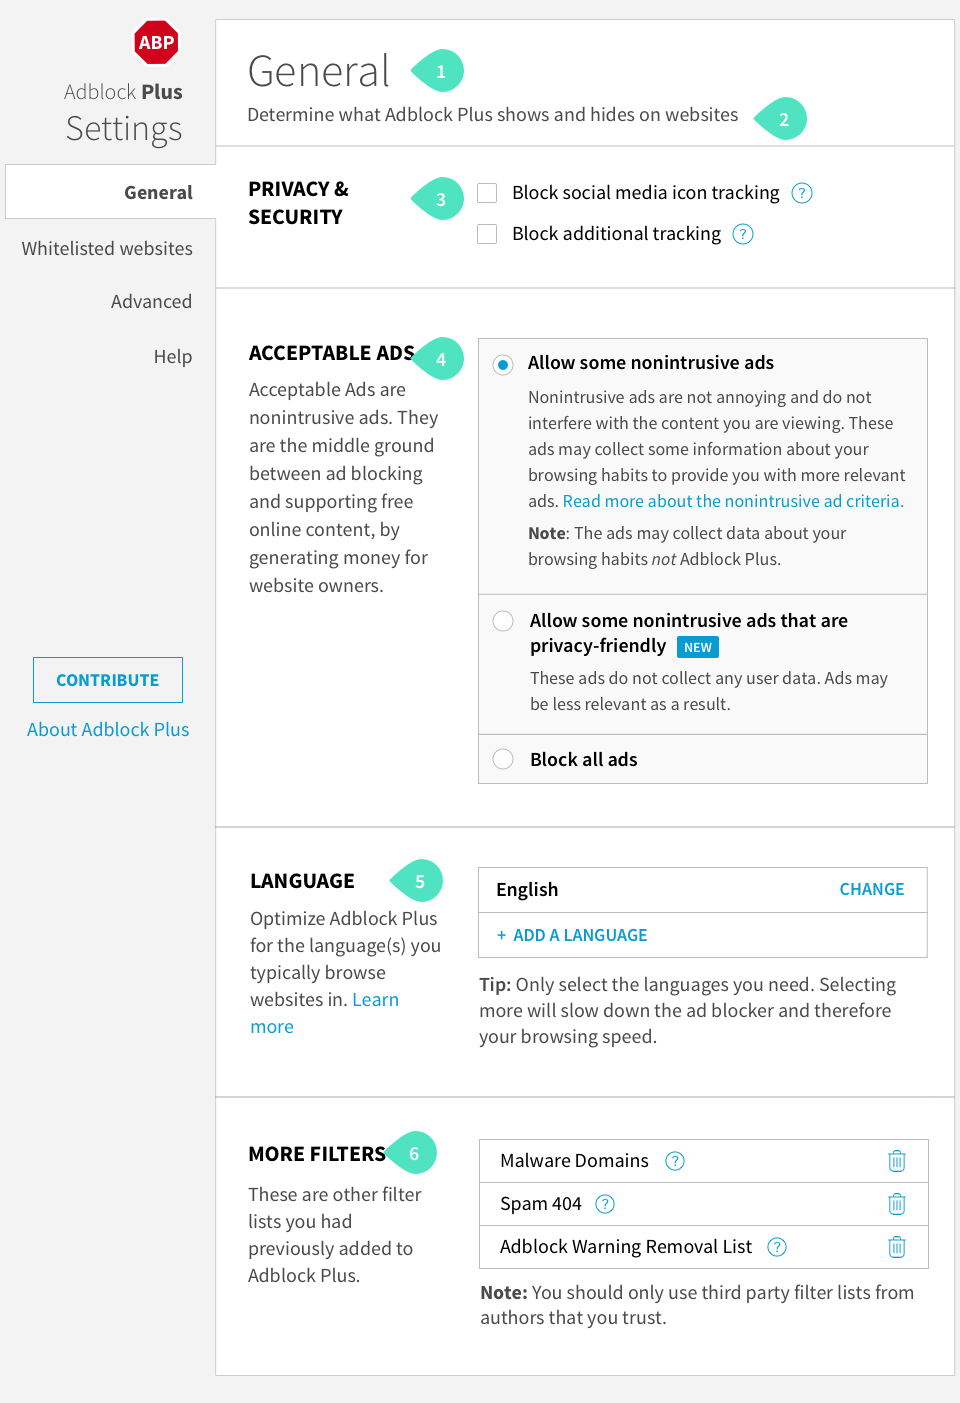 ABP
Adblock Plus
Settings
General
Whitelisted websites
Advanced
Help
CONTRIBUTE
About Adblock Plus
General
1
Determine what Adblock Plus shows and hides on websites
2
PRIVACY &
SECURITY
3
Block social media icon tracking ?
Block additional tracking ?
ACCEPTABLE ADS
4
Acceptable Ads are
nonintrusive ads. They
are the middle ground
between ad blocking
and supporting free
online content, by
generating money for
website owners.
Allow some nonintrusive ads
Nonintrusive ads are not annoying and do not
interfere with the content you are viewing. These
ads may collect some information about your
browsing habits to provide you with more relevant
ads. Read more about the nonintrusive ad criteria.
Note: The ads may collect data about your
browsing habits not Adblock Plus.
Allow some nonintrusive ads that are
privacy-friendly NEW
These ads do not collect any user data. Ads may
be less relevant as a result.
Block all ads
LANGUAGE
5
Optimize Adblock Plus
for the language(s) you
typically browse
websites in. Learn
more
English CHANGE
+ ADD A LANGUAGE
Tip: Only select the languages you need. Selecting
more will slow down the ad blocker and therefore
your browsing speed.
MORE FILTERS
6
These are other filter
lists you had
previously added to
Adblock Plus.
Malware Domains ?
Spam 404 ?
Adblock Warning Removal List ?
Note: You should only use third party filter lists from
authors that you trust.